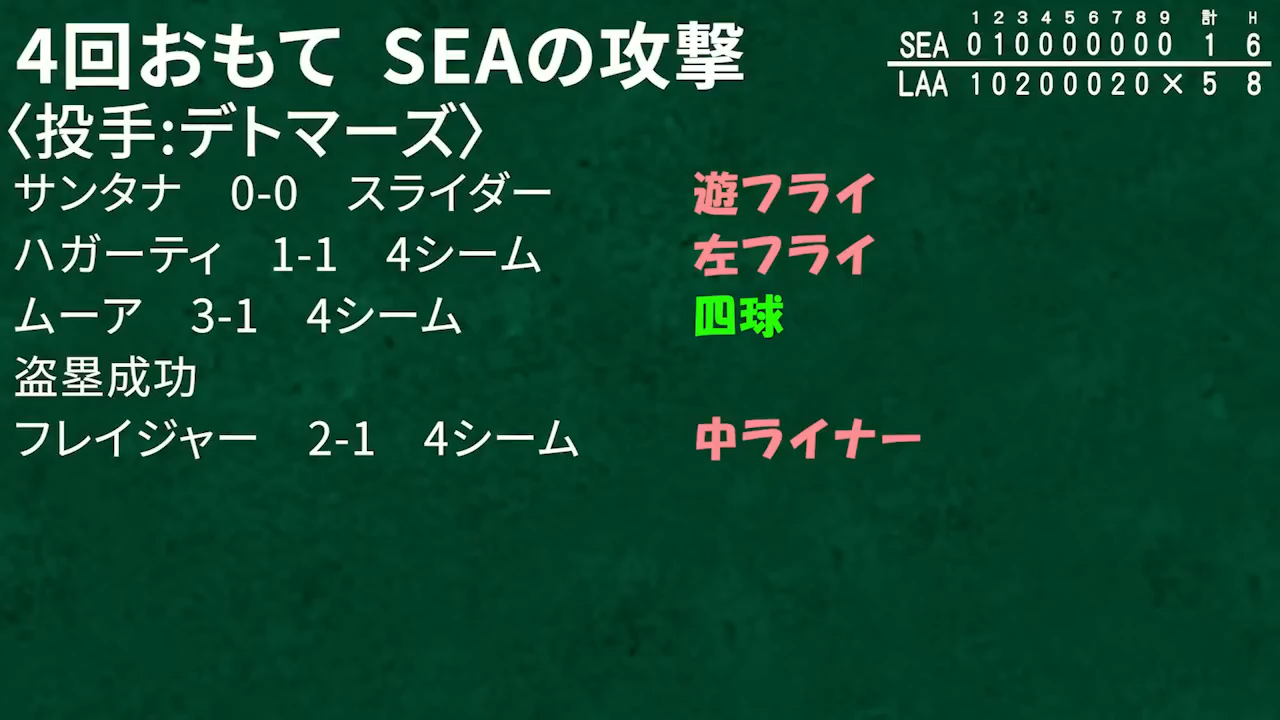 4回おもて SEAの攻撃
〈投手:デトマーズ〉
サンタナ 0-0 スライダー 遊フライ
ハガーティ 1-1 4シーム 左フライ
ムーア 3-1 4シーム 四球
盗塁成功
フレイジャー 2-1 4シーム 中ライナー
1 2 3 4 5 6 7 8 9 計 H
SEA 0 1 0 0 0 0 0 0 0 1 6
LAA 1 0 2 0 0 0 2 0 × 5 8